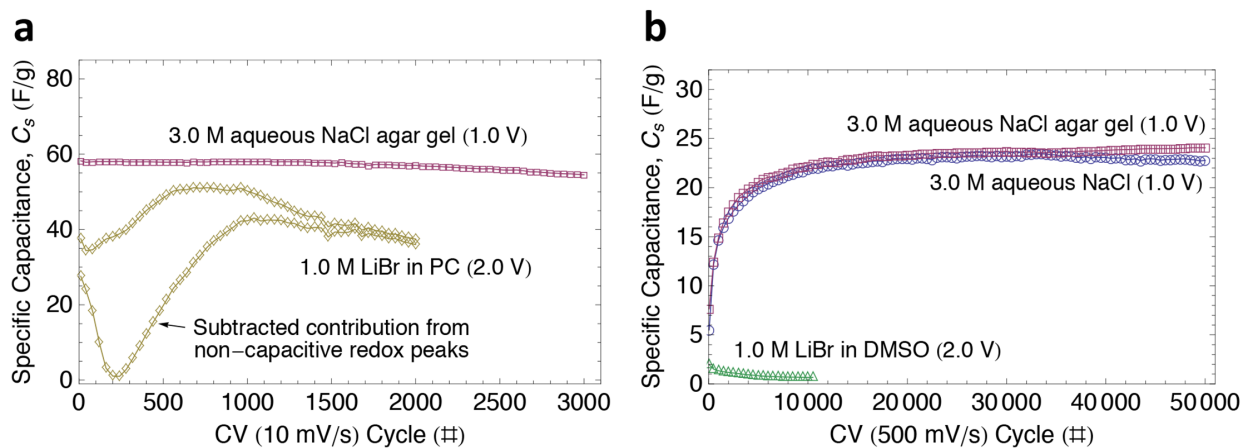 a
80
60
40
20
0
Specific Capacitance, Cₛ (F/g)
3.0 M aqueous NaCl agar gel (1.0 V)
1.0 M LiBr in PC (2.0 V)
Subtracted contribution from
non−capacitive redox peaks
0 500 1000 1500 2000 2500 3000
CV (10 mV/s) Cycle (#)
b
30
25
20
15
10
5
0
Specific Capacitance, Cₛ (F/g)
3.0 M aqueous NaCl agar gel (1.0 V)
3.0 M aqueous NaCl (1.0 V)
1.0 M LiBr in DMSO (2.0 V)
0 10 000 20 000 30 000 40 000 50 000
CV (500 mV/s) Cycle (#)